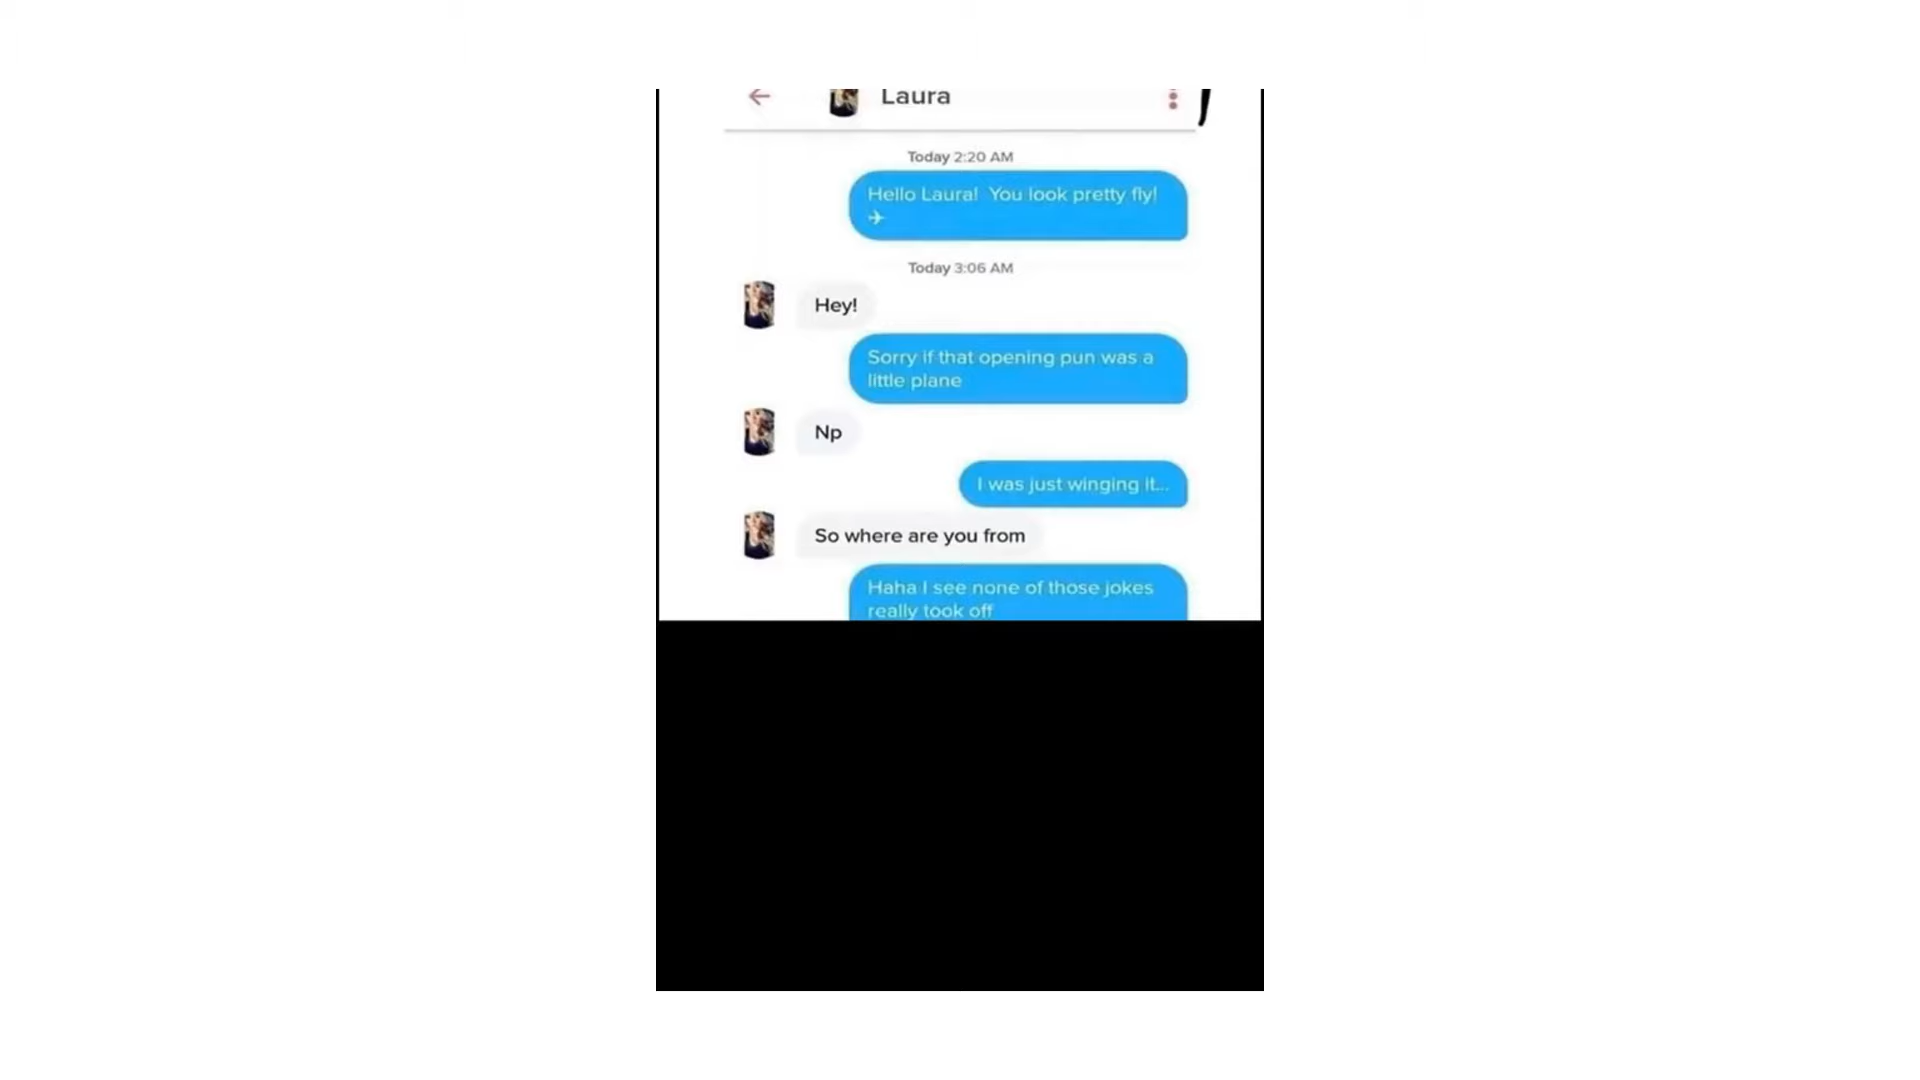 Laura
Today 2:20 AM
Hello Laura!  You look pretty fly!
✈
Today 3:06 AM
Hey!
Sorry if that opening pun was a
little plane
Np
I was just winging it...
So where are you from
Haha I see none of those jokes
really took off